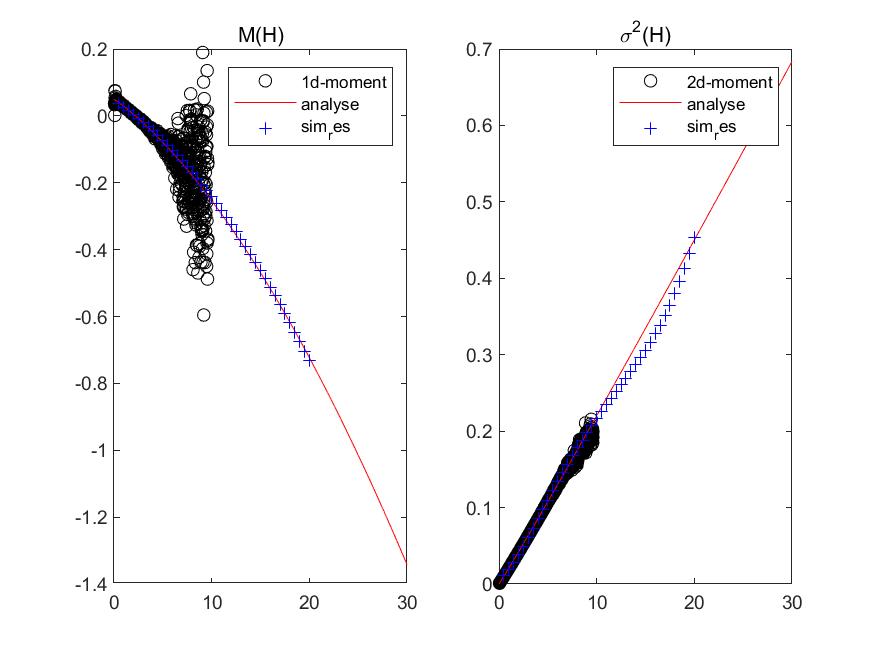 M(H)
0.2
0
-0.2
-0.4
-0.6
-0.8
-1
-1.2
-1.4
0 10 20 30
1d-moment
analyse
sim_res
σ²(H)
0.7
0.6
0.5
0.4
0.3
0.2
0.1
0
0 10 20 30
2d-moment
analyse
sim_res